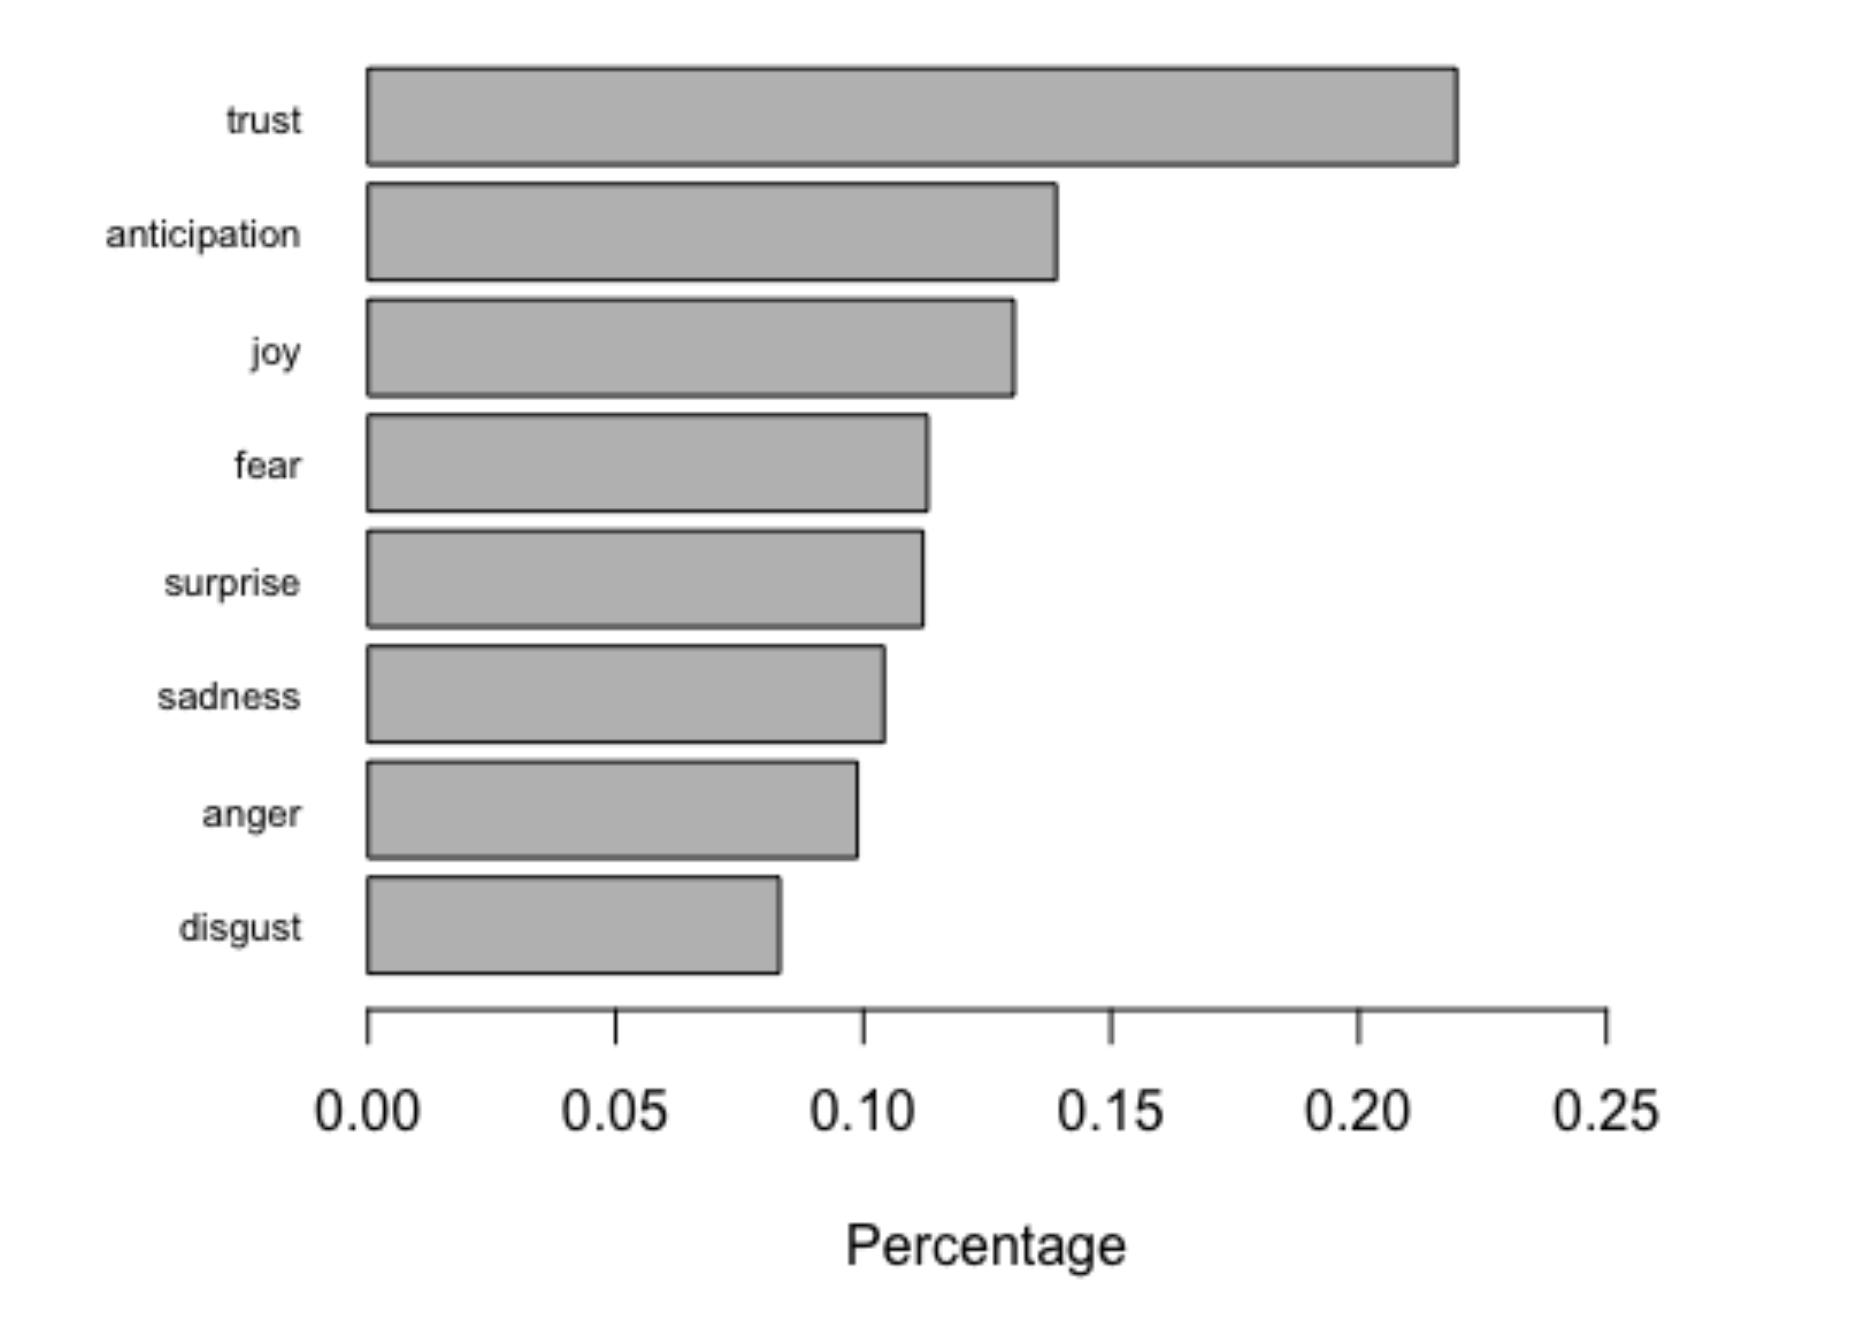 trust
anticipation
joy
fear
surprise
sadness
anger
disgust
0.00 0.05 0.10 0.15 0.20 0.25
Percentage